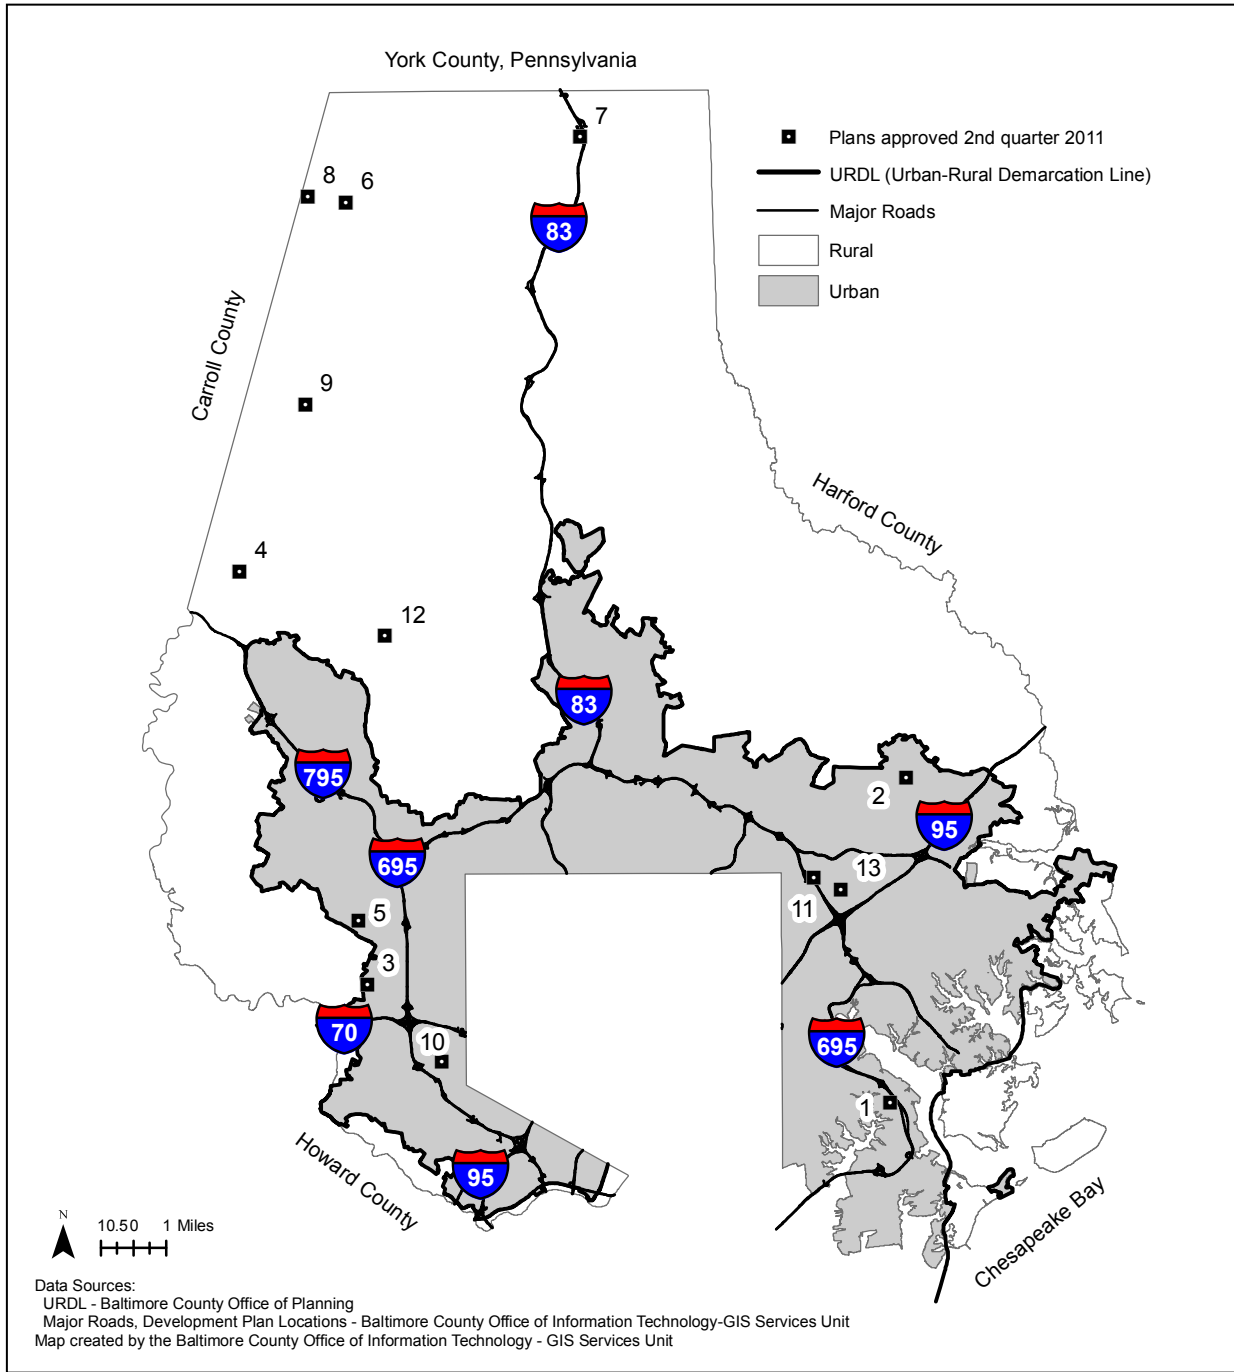 York County, Pennsylvania
7
Plans approved 2nd quarter 2011
URDL (Urban-Rural Demarcation Line)
Major Roads
Rural
Urban
8
6
83
Carroll County
9
Harford County
4
12
83
795
2
95
695
13
11
5
3
70
10
695
1
Howard County
95
Chesapeake Bay
N
10.50 1 Miles
Data Sources:
URDL - Baltimore County Office of Planning
Major Roads, Development Plan Locations - Baltimore County Office of Information Technology-GIS Services Unit
Map created by the Baltimore County Office of Information Technology - GIS Services Unit